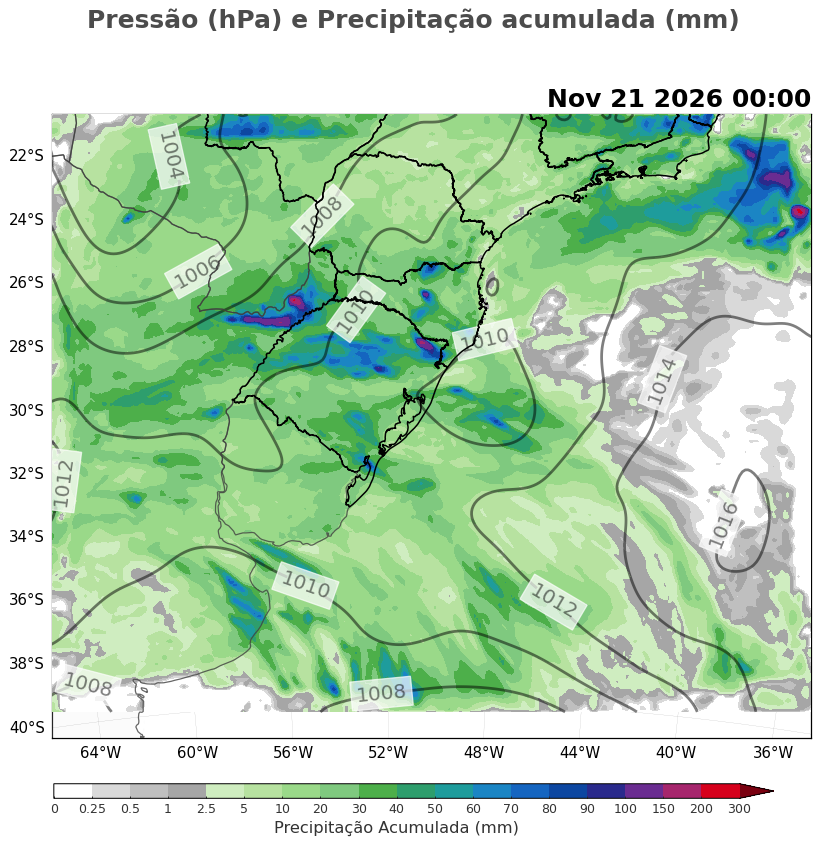 Pressão (hPa) e Precipitação acumulada (mm)
Nov 21 2026 00:00
22°S
24°S
26°S
28°S
30°S
32°S
34°S
36°S
38°S
40°S
1004
1006
1008
1010
1010
1014
1012
1016
1010
1012
1008
1008
64°W 60°W 56°W 52°W 48°W 44°W 40°W 36°W
0 0.25 0.5 1 2.5 5 10 20 30 40 50 60 70 80 90 100 150 200 300
Precipitação Acumulada (mm)